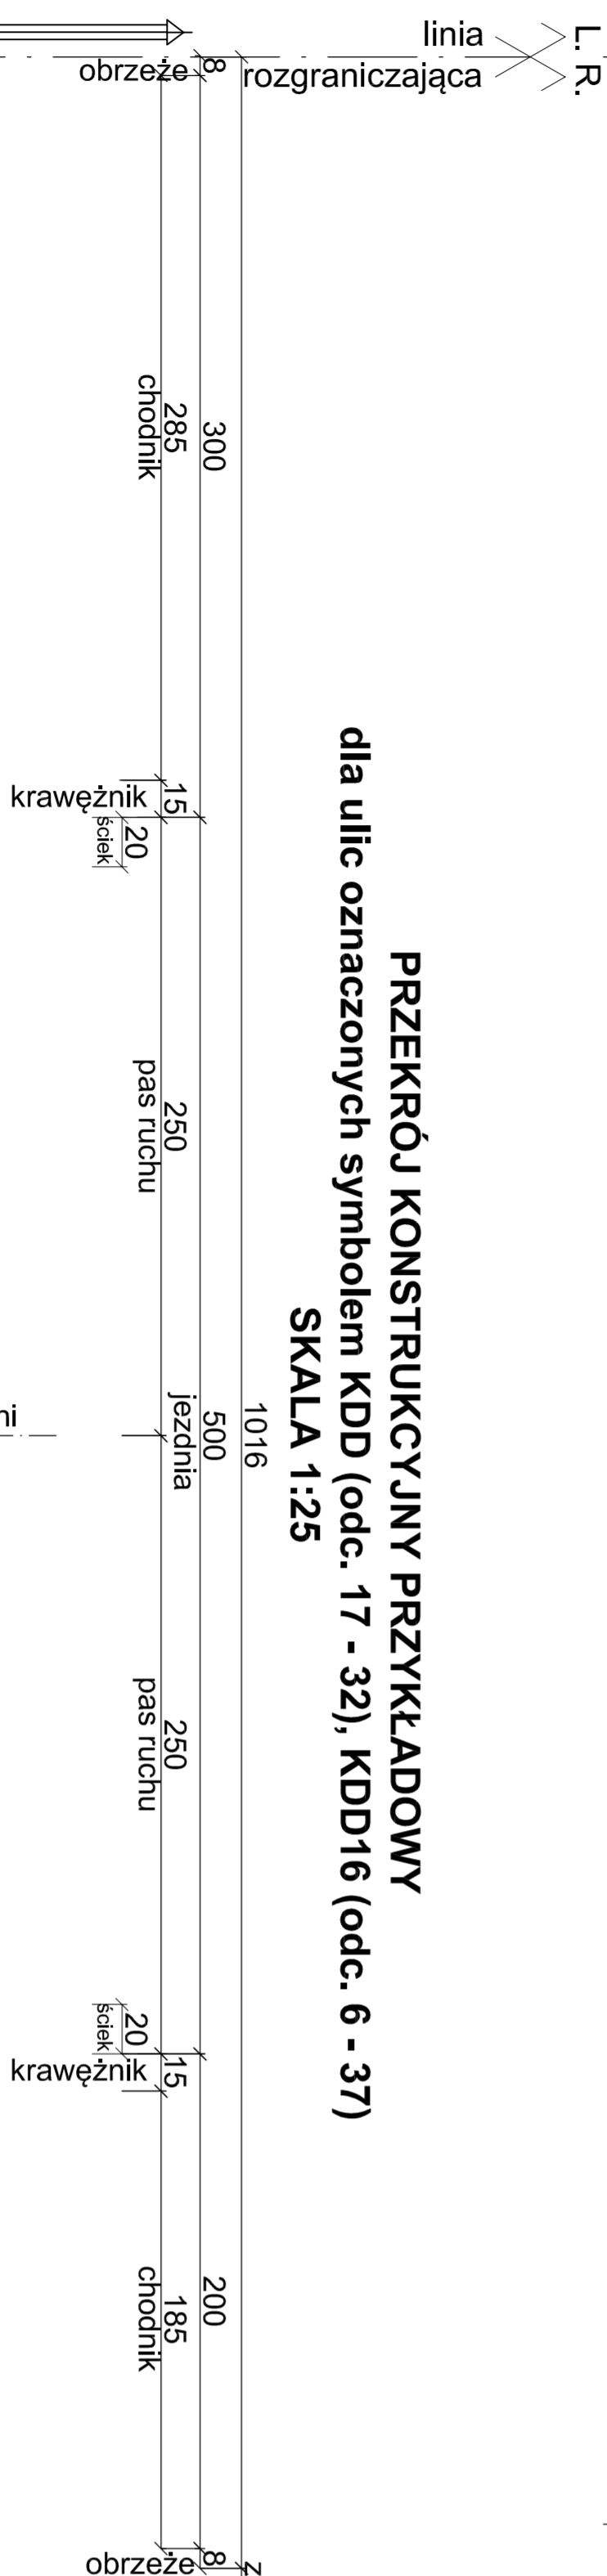 L. R.
linia
rozgraniczająca
PRZEKRÓJ KONSTRUKCYJNY PRZYKŁADOWY
dla ulic oznaczonych symbolem KDD (odc. 17 - 32), KDD16 (odc. 6 - 37)
SKALA 1:25
1016
z
8
300
500
200
8
obrzeże
285
chodnik
15
krawężnik
20
ściek
250
pas ruchu
jezdnia
250
pas ruchu
20
ściek
15
krawężnik
185
chodnik
obrzeże
ni